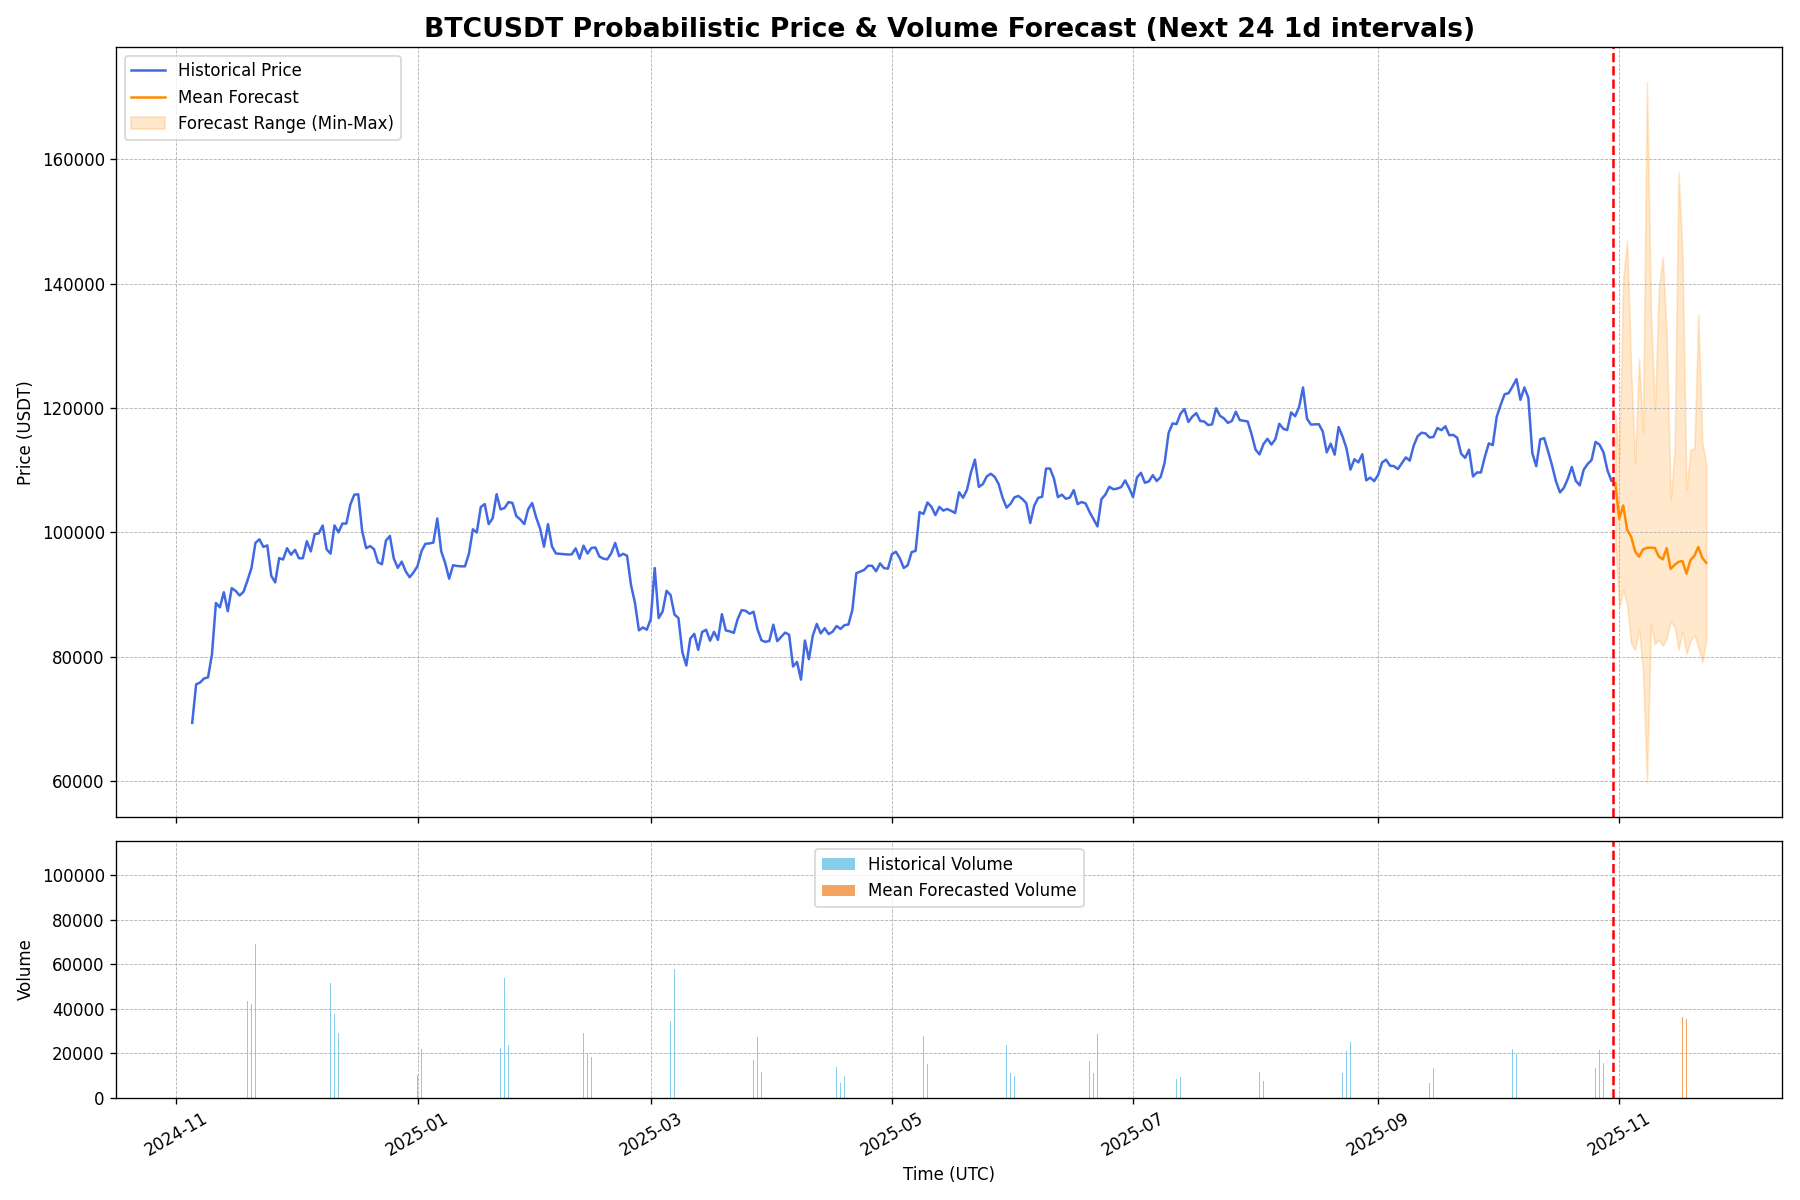 BTCUSDT Probabilistic Price & Volume Forecast (Next 24 1d intervals)
Historical Price
Mean Forecast
Forecast Range (Min-Max)
Price (USDT)
160000
140000
120000
100000
80000
60000
Historical Volume
Mean Forecasted Volume
Volume
100000
80000
60000
40000
20000
0
2024-11
2025-01
2025-03
2025-05
2025-07
2025-09
2025-11
Time (UTC)